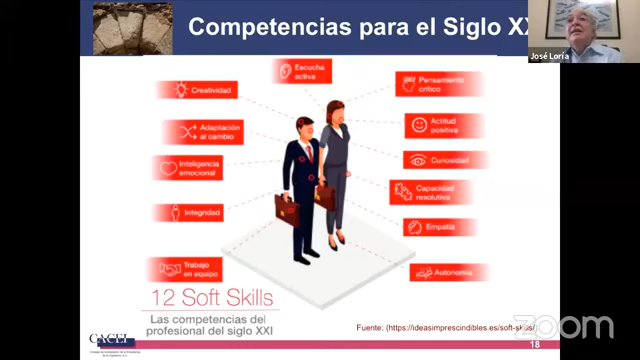 Competencias para el Siglo XX
José Loría
Escucha
activa
Creatividad
Pensamiento
crítico
Adaptación
al cambio
Actitud
positiva
Inteligencia
emocional
Curiosidad
Integridad
Capacidad
resolutiva
Empatía
Trabajo
en equipo
Autonomía
12 Soft Skills
Las competencias del
profesional del siglo XXI
Fuente: (https://ideasimprescindibles.es/soft-skills/)
CACEI
18
zoom